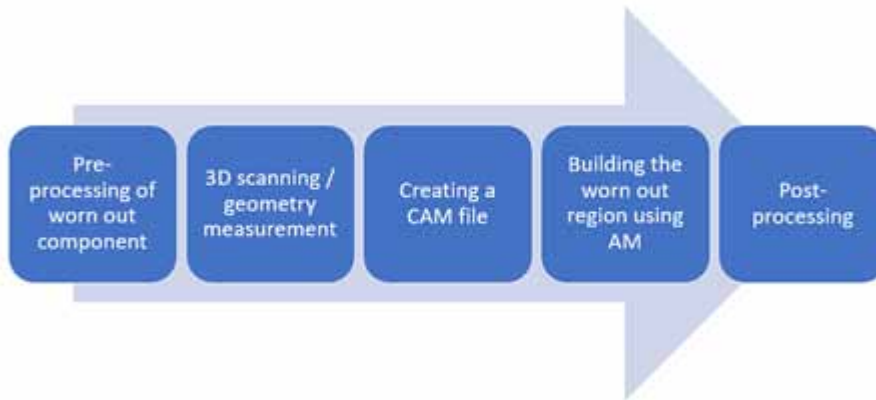 Pre-
processing of
worn out
component
3D scanning /
geometry
measurement
Creating a
CAM file
Building the
worn out
region using
AM
Post-
processing